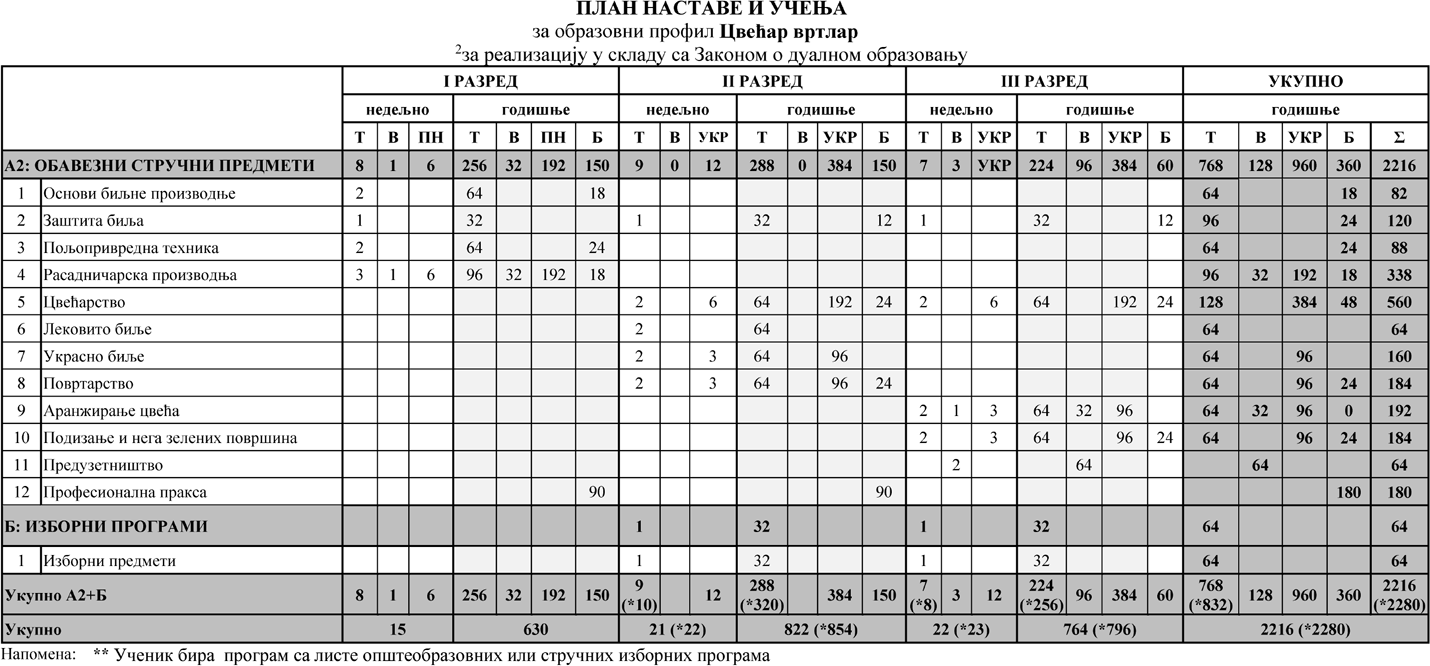 ПЛАН НАСТАВЕ И УЧЕЊА
за образовни профил Цвећар вртлар
²за реализацију у складу са Законом о дуалном образовању
I РАЗРЕД II РАЗРЕД III РАЗРЕД УКУПНО
недељно годишње недељно годишње недељно годишње годишње
Т В ПН Т В ПН Б Т В УКР Т В УКР Б Т В УКР Т В УКР Б Т В УКР Б Σ
А2: ОБАВЕЗНИ СТРУЧНИ ПРЕДМЕТИ 8 1 6 256 32 192 150 9 0 12 288 0 384 150 7 3 УКР 224 96 384 60 768 128 960 360 2216
1 Основи биљне производње 2 64 18 64 18 82
2 Заштита биља 1 32 1 32 12 1 32 12 96 24 120
3 Пољопривредна техника 2 64 24 64 24 88
4 Расадничарска производња 3 1 6 96 32 192 18 96 32 192 18 338
5 Цвећарство 2 6 64 192 24 2 6 64 192 24 128 384 48 560
6 Лековито биље 2 64 64 64
7 Украсно биље 2 3 64 96 64 96 160
8 Повртарство 2 3 64 96 24 64 96 24 184
9 Аранжирање цвећа 2 1 3 64 32 96 64 32 96 0 192
10 Подизање и нега зелених површина 2 3 64 96 24 64 96 24 184
11 Предузетништво 2 64 64 64
12 Професионална пракса 90 90 180 180
Б: ИЗБОРНИ ПРОГРАМИ 1 32 1 32 64 64
1 Изборни предмети 1 32 1 32 64 64
Укупно А2+Б 8 1 6 256 32 192 150 9 (*10) 12 288 (*320) 384 150 7 (*8) 3 12 224 (*256) 96 384 60 768 (*832) 128 960 360 2216 (*2280)
Укупно 15 630 21 (*22) 822 (*854) 22 (*23) 764 (*796) 2216 (*2280)
Напомена: ** Ученик бира програм са листе општеобразовних или стручних изборних програма